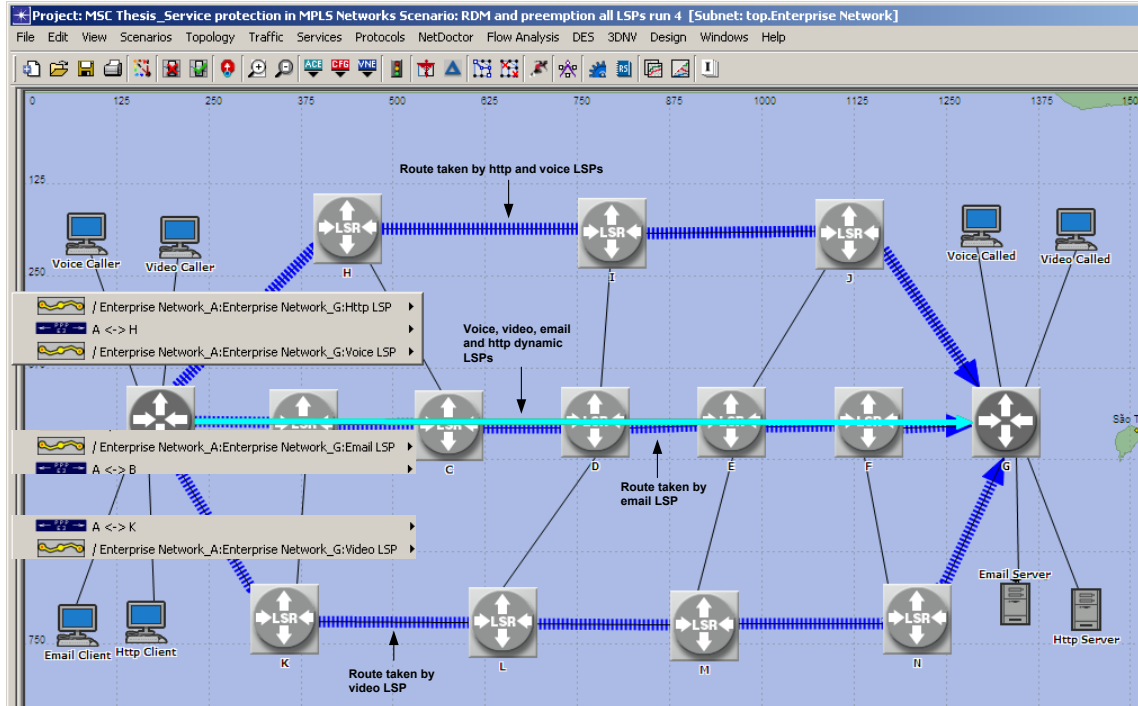 Project: MSC Thesis_Service protection in MPLS Networks Scenario: RDM and preemption all LSPs run 4 [Subnet: top.Enterprise Network]
File Edit View Scenarios Topology Traffic Services Protocols NetDoctor Flow Analysis DES 3DNV Design Windows Help
ACE CFG VNE RS I
0 125 250 375 500 625 750 875 1000 1125 1250 1375 150
125
Route taken by http and voice LSPs
LSR LSR LSR
Voice Caller Video Caller Voice Called Video Called
H I J
250
/ Enterprise Network_A:Enterprise Network_G:Http LSP
A <-> H
/ Enterprise Network_A:Enterprise Network_G:Voice LSP
Voice, video, email
and http dynamic
LSPs
São T
/ Enterprise Network_A:Enterprise Network_G:Email LSP
A <-> B
C D E F G
Route taken by
email LSP
A <-> K
/ Enterprise Network_A:Enterprise Network_G:Video LSP
Email Server
LSR LSR LSR LSR
750
Email Client Http Client Http Server
K L M N
Route taken by
video LSP